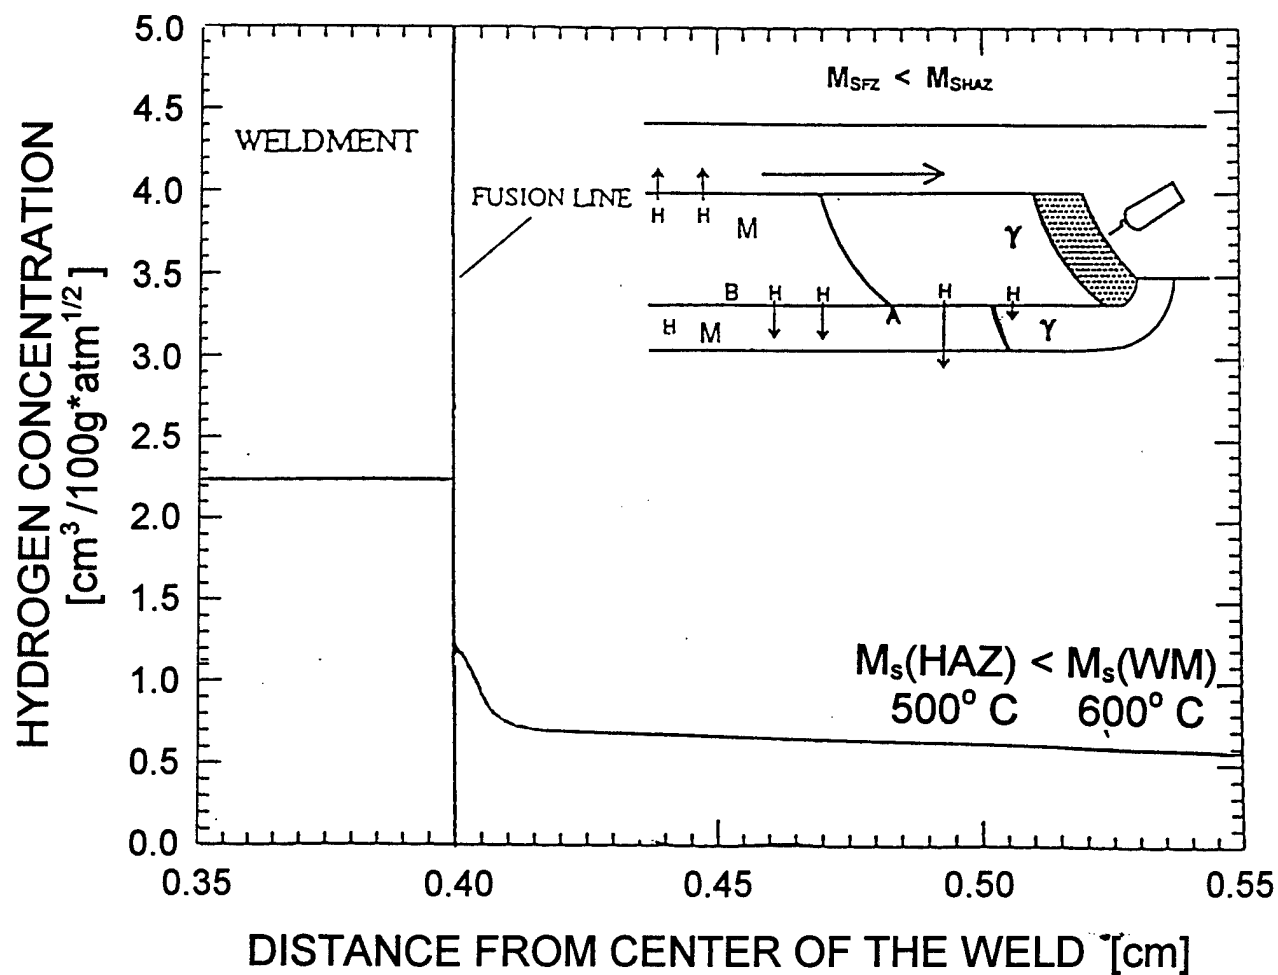 HYDROGEN CONCENTRATION
[cm³/100g*atm^1/2]
5.0
4.5
4.0
3.5
3.0
2.5
2.0
1.5
1.0
0.5
0.0
WELDMENT
FUSION LINE
M_SFZ < M_SHAZ
H H
M
γ
B H H H H
A
H M γ
M_s(HAZ) < M_s(WM)
500° C 600° C
0.35 0.40 0.45 0.50 0.55
DISTANCE FROM CENTER OF THE WELD [cm]